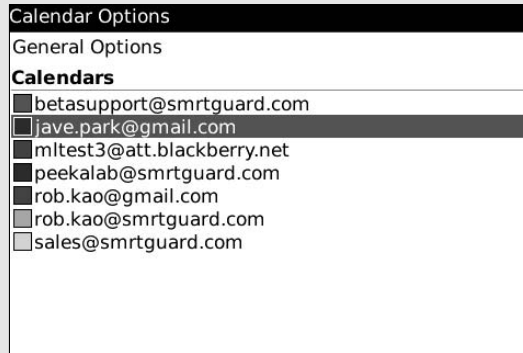 Calendar Options
General Options
Calendars
betasupport@smrtguard.com
jave.park@gmail.com
mltest3@att.blackberry.net
peekalab@smrtguard.com
rob.kao@gmail.com
rob.kao@smrtguard.com
sales@smrtguard.com